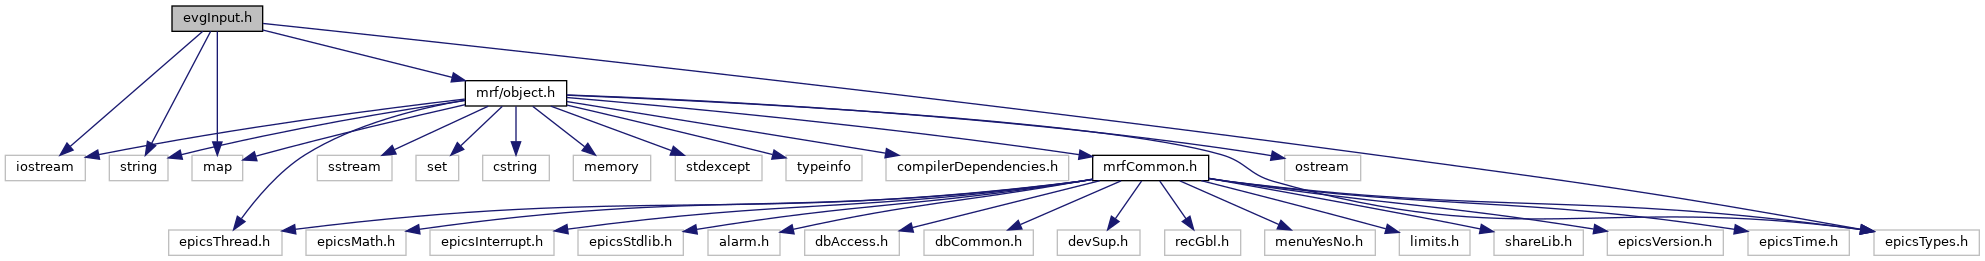 evgInput.h
mrf/object.h
iostream
string
map
sstream
set
cstring
memory
stdexcept
typeinfo
compilerDependencies.h
mrfCommon.h
ostream
epicsThread.h
epicsMath.h
epicsInterrupt.h
epicsStdlib.h
alarm.h
dbAccess.h
dbCommon.h
devSup.h
recGbl.h
menuYesNo.h
limits.h
shareLib.h
epicsVersion.h
epicsTime.h
epicsTypes.h